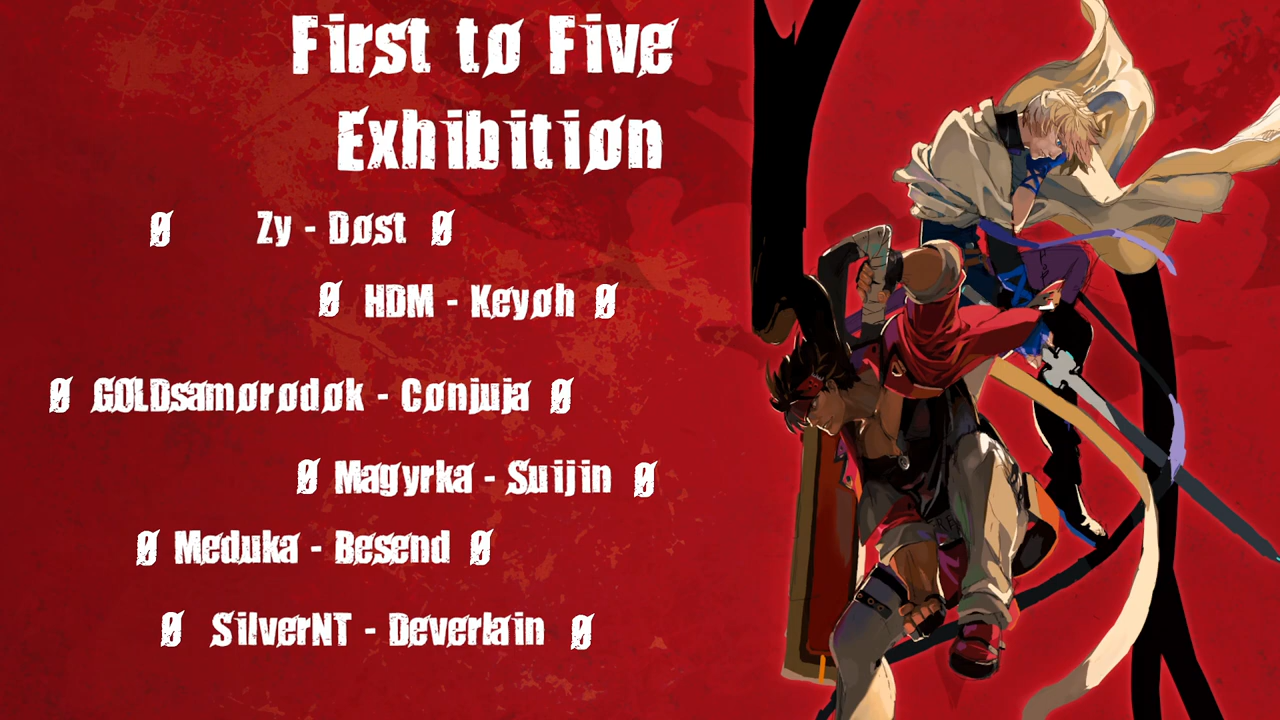 First to Five
Exhibition
0 Zy - Dost 0
0 HDM - Keyoh 0
0 GOLDsamorodok - Conjuja 0
0 Magyrka - Suijin 0
0 Meduka - Besend 0
0 SilverNT - Deverlain 0